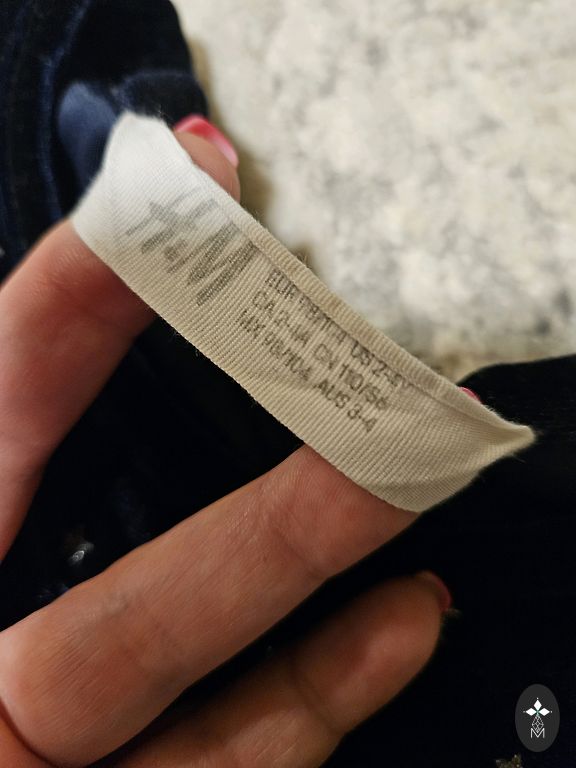 H&M
EUR 98/104 US 2-4Y
CA 2-4A CN 110/56
MX 98/104 AUS 3-4
M